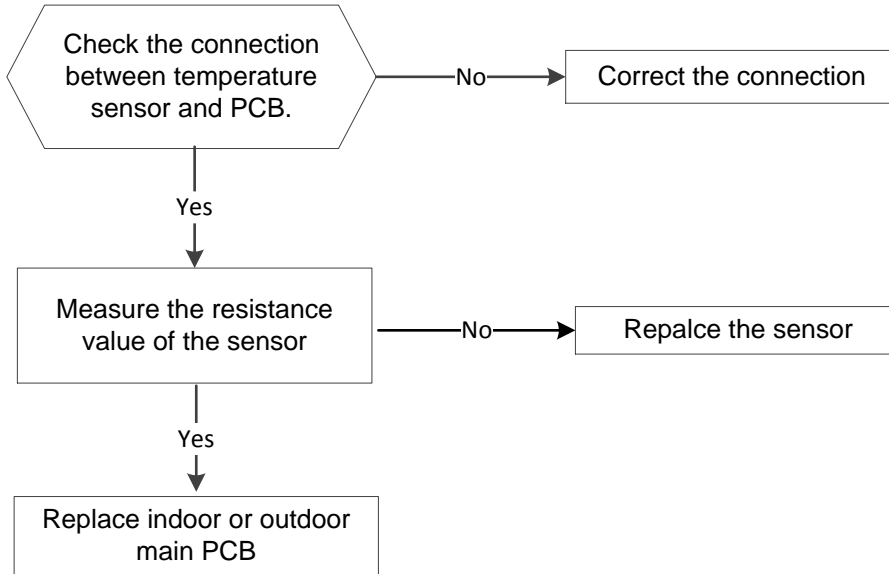 Check the connection
between temperature
sensor and PCB.
No
Correct the connection
Yes
Measure the resistance
value of the sensor
No
Repalce the sensor
Yes
Replace indoor or outdoor
main PCB